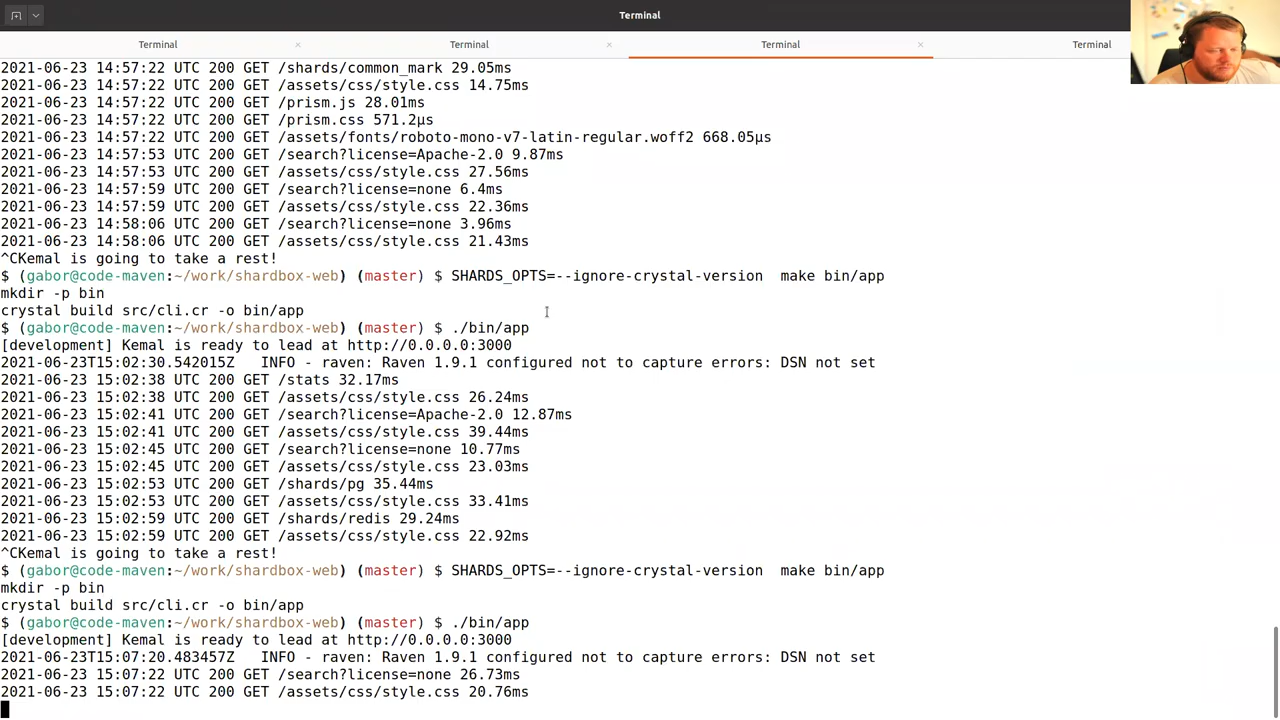 Terminal
Terminal × Terminal × Terminal × Terminal
2021-06-23 14:57:22 UTC 200 GET /shards/common_mark 29.05ms
2021-06-23 14:57:22 UTC 200 GET /assets/css/style.css 14.75ms
2021-06-23 14:57:22 UTC 200 GET /prism.js 28.01ms
2021-06-23 14:57:22 UTC 200 GET /prism.css 571.2µs
2021-06-23 14:57:22 UTC 200 GET /assets/fonts/roboto-mono-v7-latin-regular.woff2 668.05µs
2021-06-23 14:57:53 UTC 200 GET /search?license=Apache-2.0 9.87ms
2021-06-23 14:57:53 UTC 200 GET /assets/css/style.css 27.56ms
2021-06-23 14:57:59 UTC 200 GET /search?license=none 6.4ms
2021-06-23 14:57:59 UTC 200 GET /assets/css/style.css 22.36ms
2021-06-23 14:58:06 UTC 200 GET /search?license=none 3.96ms
2021-06-23 14:58:06 UTC 200 GET /assets/css/style.css 21.43ms
^CKemal is going to take a rest!
$ (gabor@code-maven:~/work/shardbox-web) (master) $ SHARDS_OPTS=--ignore-crystal-version  make bin/app
mkdir -p bin
crystal build src/cli.cr -o bin/app
$ (gabor@code-maven:~/work/shardbox-web) (master) $ ./bin/app
[development] Kemal is ready to lead at http://0.0.0.0:3000
2021-06-23T15:02:30.542015Z   INFO - raven: Raven 1.9.1 configured not to capture errors: DSN not set
2021-06-23 15:02:38 UTC 200 GET /stats 32.17ms
2021-06-23 15:02:38 UTC 200 GET /assets/css/style.css 26.24ms
2021-06-23 15:02:41 UTC 200 GET /search?license=Apache-2.0 12.87ms
2021-06-23 15:02:41 UTC 200 GET /assets/css/style.css 39.44ms
2021-06-23 15:02:45 UTC 200 GET /search?license=none 10.77ms
2021-06-23 15:02:45 UTC 200 GET /assets/css/style.css 23.03ms
2021-06-23 15:02:53 UTC 200 GET /shards/pg 35.44ms
2021-06-23 15:02:53 UTC 200 GET /assets/css/style.css 33.41ms
2021-06-23 15:02:59 UTC 200 GET /shards/redis 29.24ms
2021-06-23 15:02:59 UTC 200 GET /assets/css/style.css 22.92ms
^CKemal is going to take a rest!
$ (gabor@code-maven:~/work/shardbox-web) (master) $ SHARDS_OPTS=--ignore-crystal-version  make bin/app
mkdir -p bin
crystal build src/cli.cr -o bin/app
$ (gabor@code-maven:~/work/shardbox-web) (master) $ ./bin/app
[development] Kemal is ready to lead at http://0.0.0.0:3000
2021-06-23T15:07:20.483457Z   INFO - raven: Raven 1.9.1 configured not to capture errors: DSN not set
2021-06-23 15:07:22 UTC 200 GET /search?license=none 26.73ms
2021-06-23 15:07:22 UTC 200 GET /assets/css/style.css 20.76ms